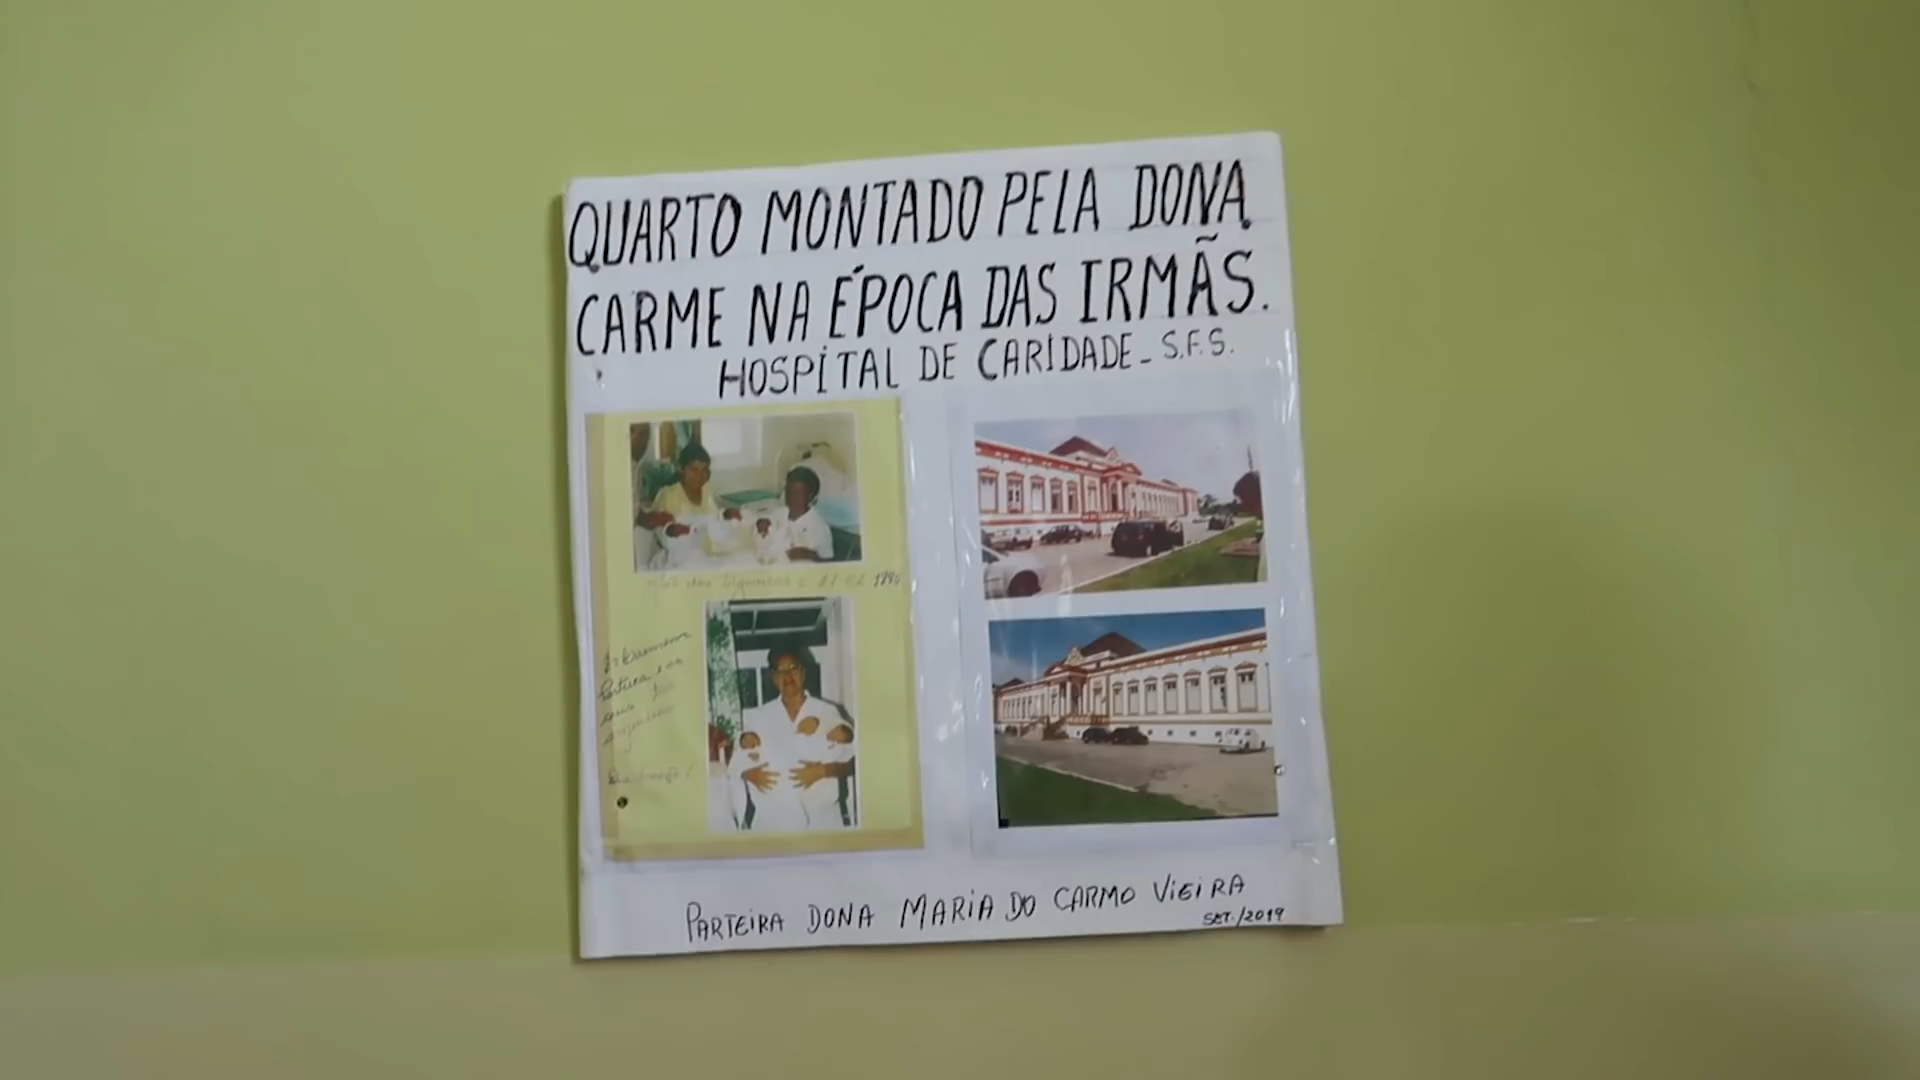 QUARTO MONTADO PELA DONA
CARME NA ÉPOCA DAS IRMÃS.
HOSPITAL DE CARIDADE - S.F.S.
PARTEIRA DONA MARIA DO CARMO VIEIRA
SET./2019